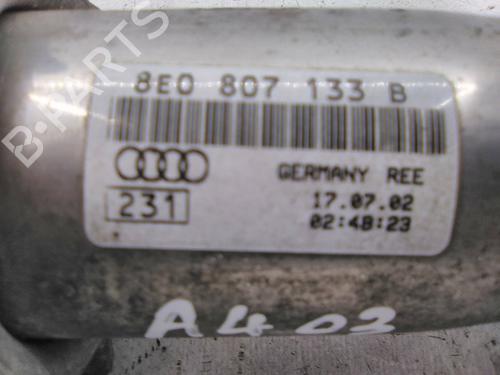 B-PARTS
8E0 807 133 B
GERMANY REE
231
17.07.02
02:48:23
A4 02